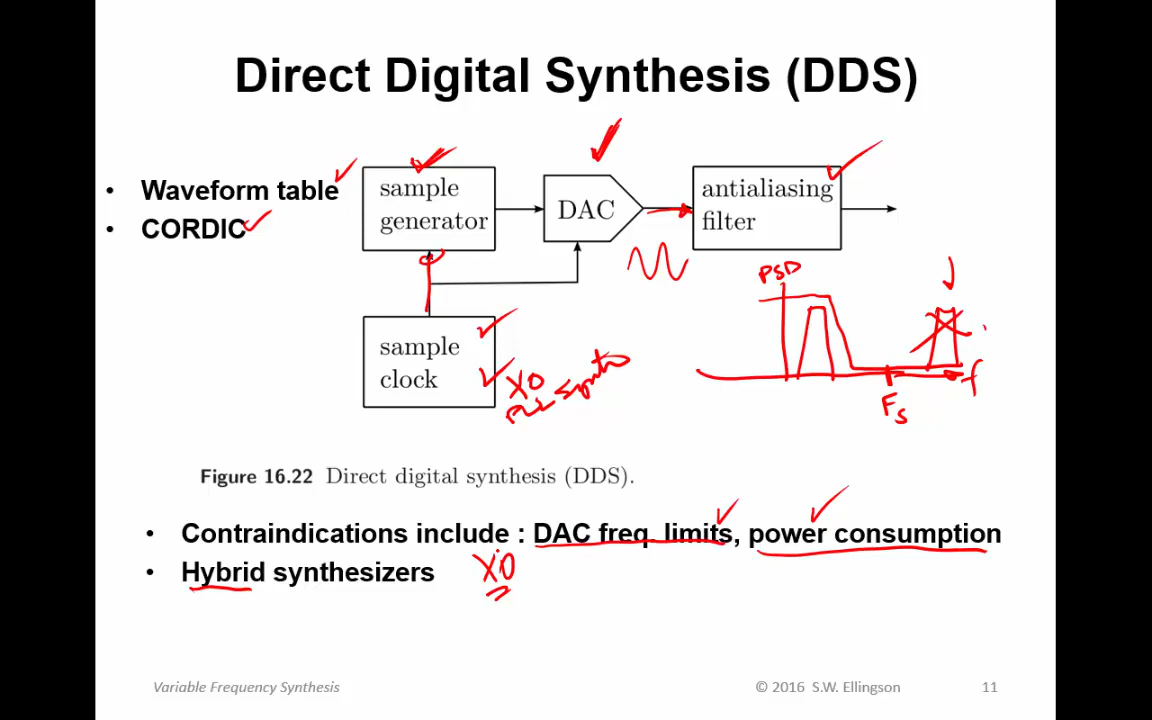 Direct Digital Synthesis (DDS)
• Waveform table
• CORDIC
sample
generator
DAC
antialiasing
filter
PSD
sample
clock
XO
PLL Synth
f
Fs
Figure 16.22 Direct digital synthesis (DDS).
• Contraindications include : DAC freq. limits, power consumption
• Hybrid synthesizers
XO
Variable Frequency Synthesis
© 2016 S.W. Ellingson
11